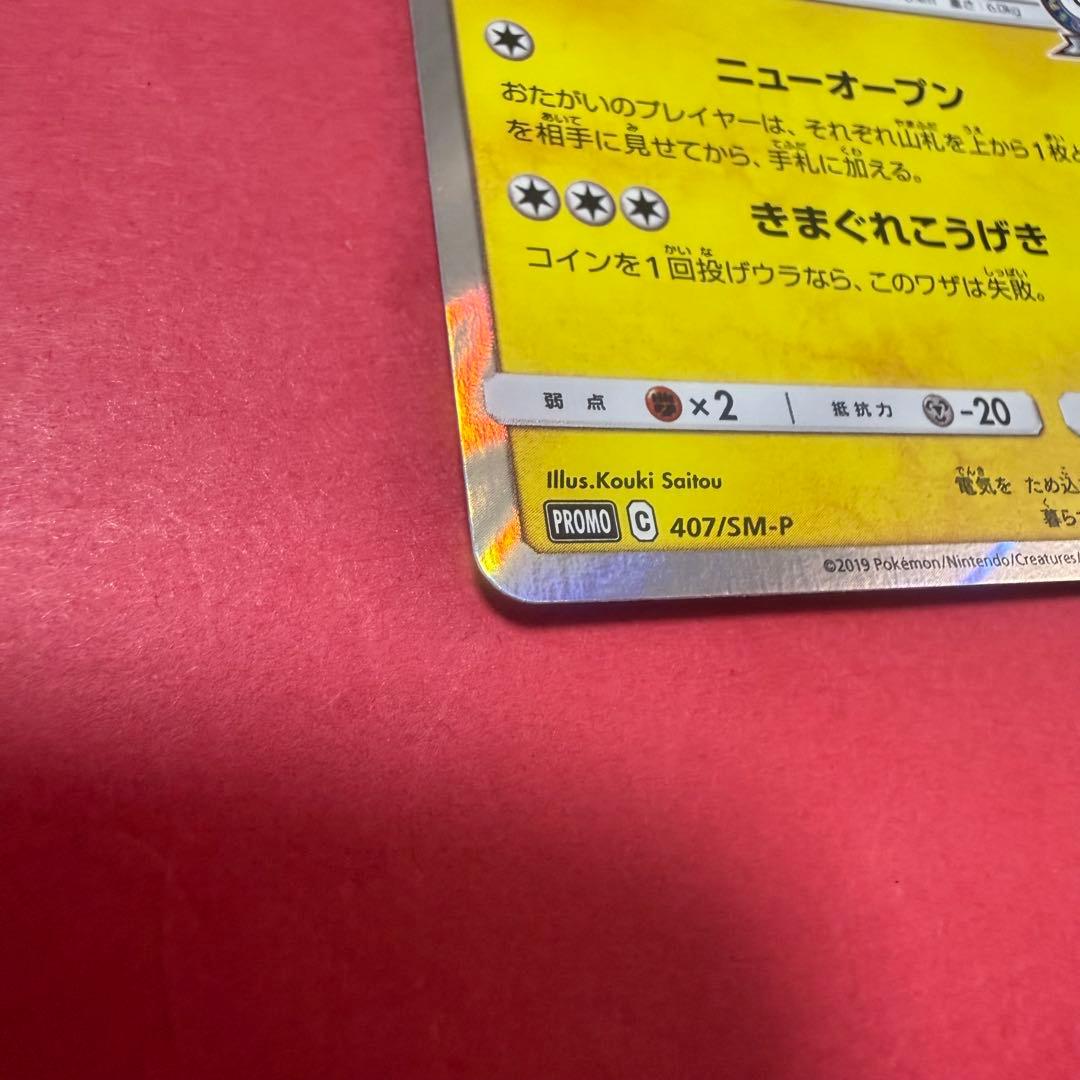 重さ:6.0kg
ニューオープン
おたがいのプレイヤーは、それぞれ山札を上から1枚と
を相手に見せてから、手札に加える。
きまぐれこうげき
コインを1回投げウラなら、このワザは失敗。
弱点 ×2 抵抗力 -20
Illus.Kouki Saitou
電気を ため込
PROMO C 407/SM-P
暮ら
©2019 Pokémon/Nintendo/Creatures/